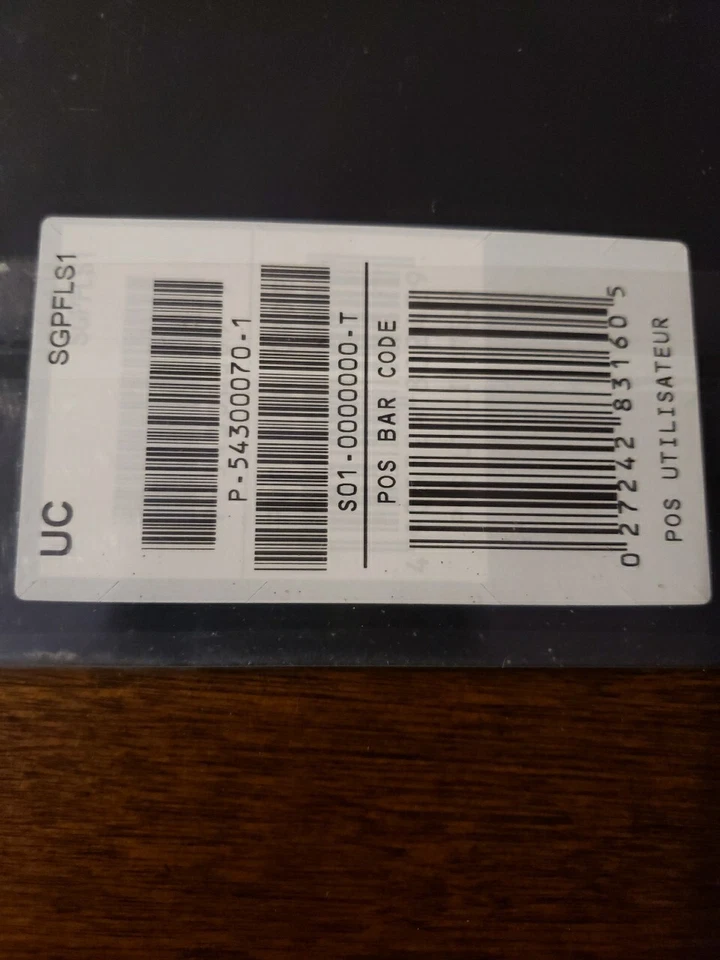 UC SGPFLS1
P-54300070-1
S01-0000000-T
POS BAR CODE
0 27242 83160 5
POS UTILISATEUR